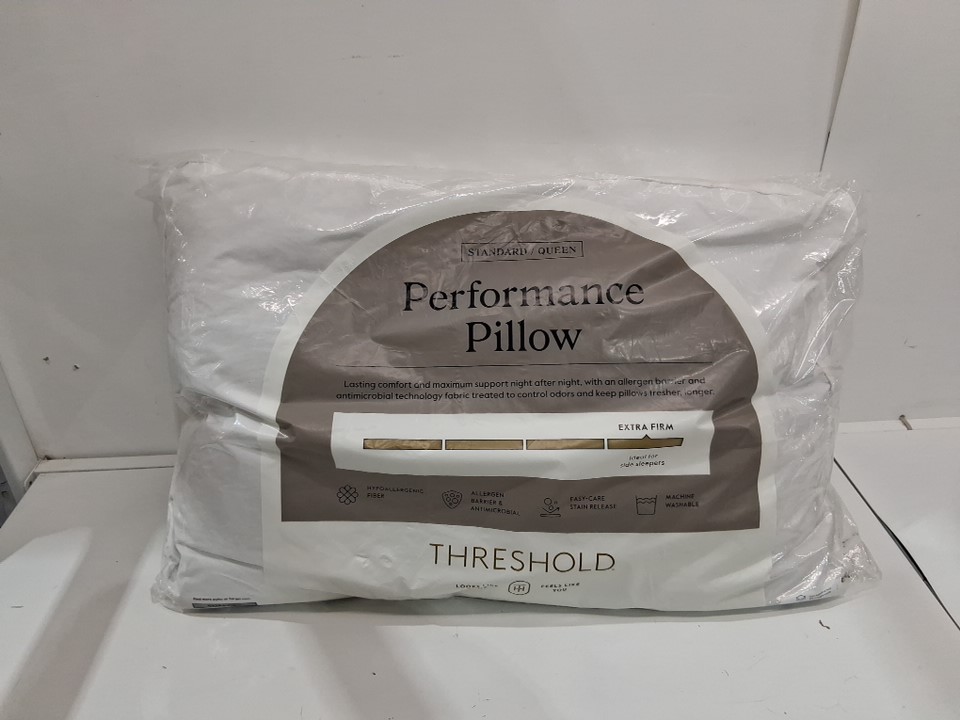 STANDARD / QUEEN
Performance
Pillow
Lasting comfort and maximum support night after night, with an allergen barrier and
antimicrobial technology fabric treated to control odors and keep pillows fresher, longer.
EXTRA FIRM
Ideal for
side sleepers
HYPOALLERGENIC
FIBER
ALLERGEN
BARRIER &
ANTIMICROBIAL
EASY-CARE
STAIN RELEASE
MACHINE
WASHABLE
THRESHOLD
LOOKS LIKE
FEELS LIKE
YOU